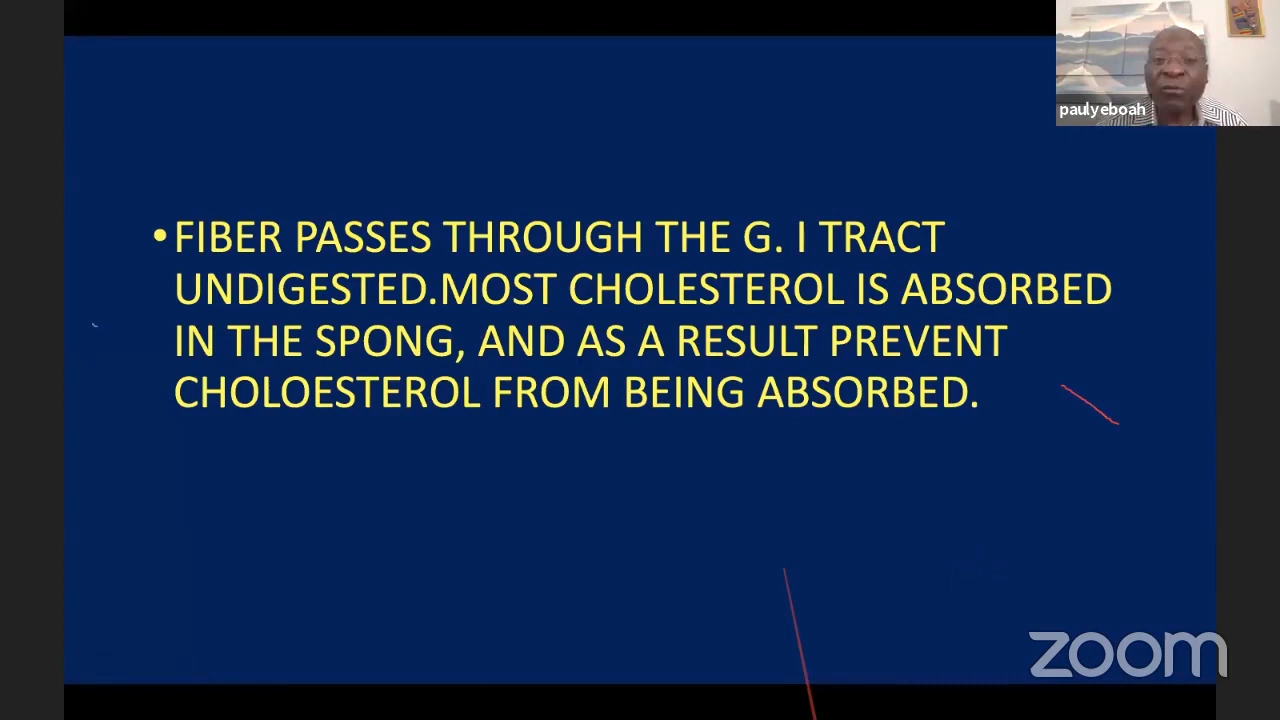 paulyeboah
•FIBER PASSES THROUGH THE G. I TRACT
UNDIGESTED.MOST CHOLESTEROL IS ABSORBED
IN THE SPONG, AND AS A RESULT PREVENT
CHOLOESTEROL FROM BEING ABSORBED.
zoom